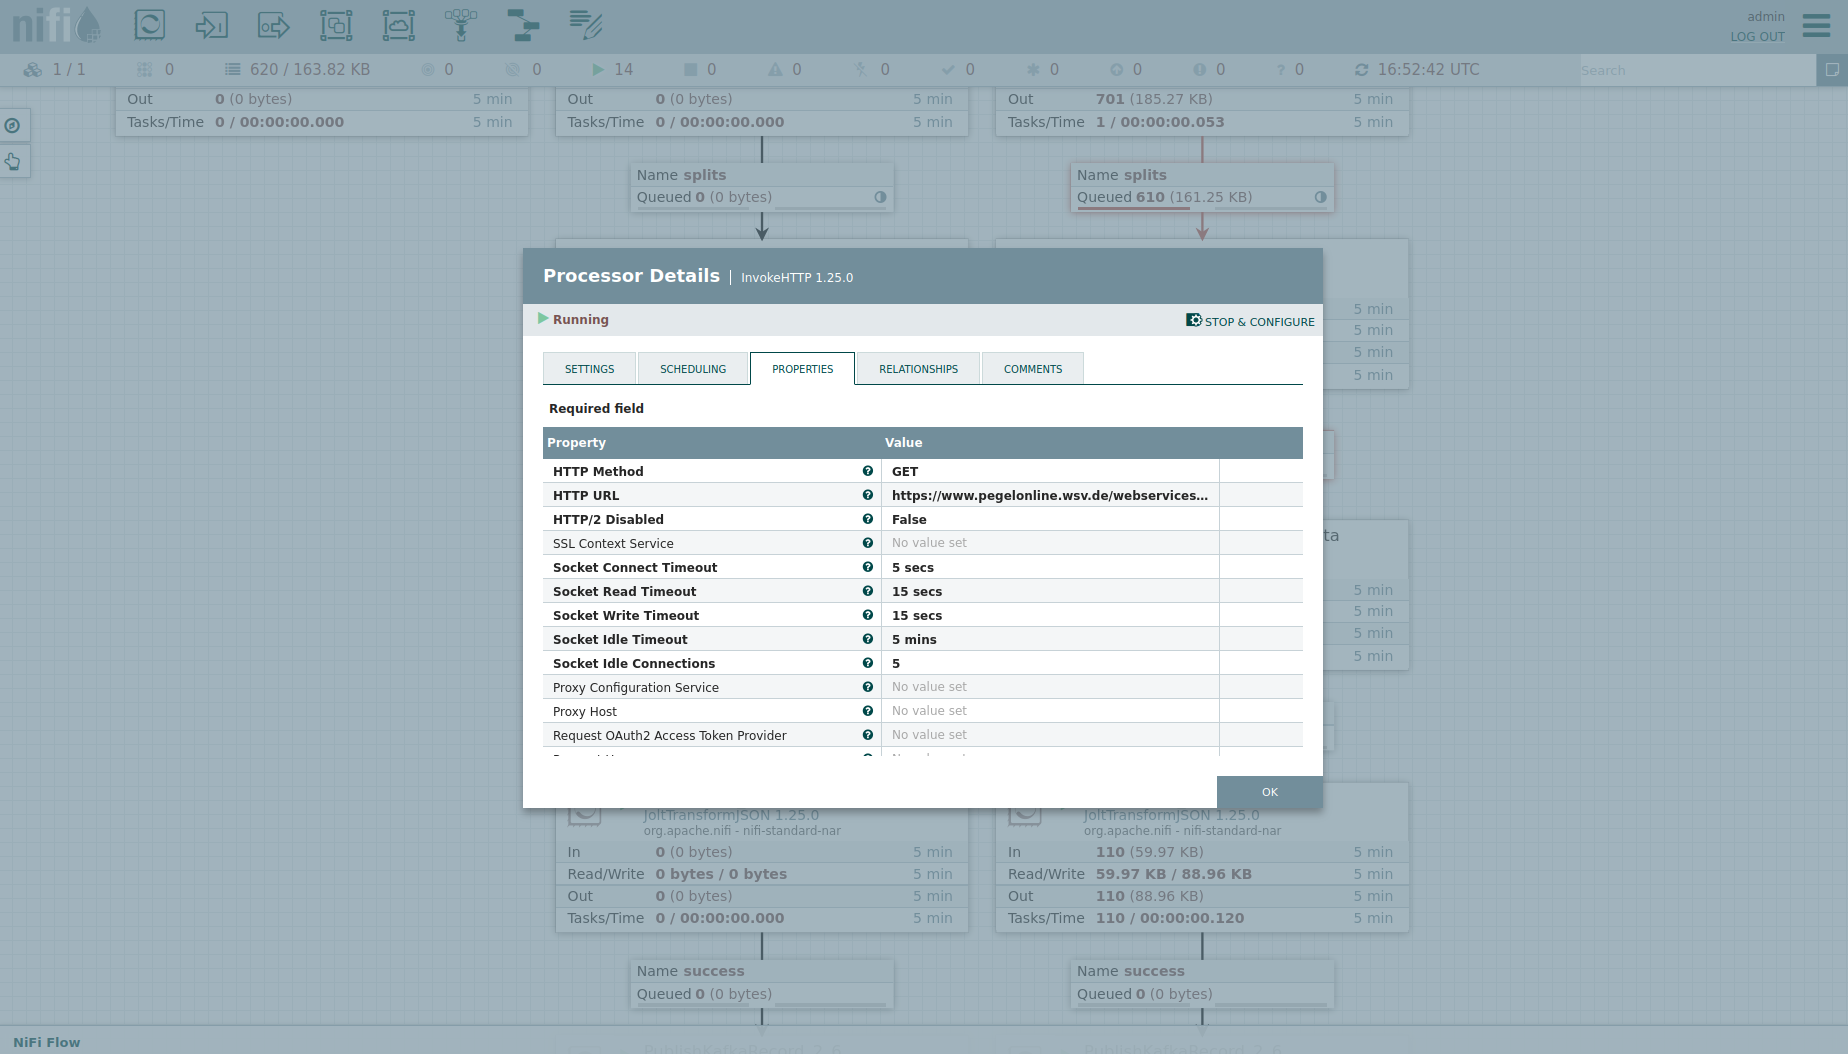 nifi
admin
LOG OUT
1 / 1
0
620 / 163.82 KB
0
0
14
0
0
0
0
0
0
0
0
16:52:42 UTC
Search
Out 0 (0 bytes) 5 min
Tasks/Time 0 / 00:00:00.000 5 min
Out 0 (0 bytes) 5 min
Tasks/Time 0 / 00:00:00.000 5 min
Out 701 (185.27 KB) 5 min
Tasks/Time 1 / 00:00:00.053 5 min
Name splits
Queued 0 (0 bytes)
Name splits
Queued 610 (161.25 KB)
Processor Details | InvokeHTTP 1.25.0
Running
STOP & CONFIGURE
SETTINGS
SCHEDULING
PROPERTIES
RELATIONSHIPS
COMMENTS
Required field
Property Value
HTTP Method GET
HTTP URL https://www.pegelonline.wsv.de/webservices...
HTTP/2 Disabled False
SSL Context Service No value set
Socket Connect Timeout 5 secs
Socket Read Timeout 15 secs
Socket Write Timeout 15 secs
Socket Idle Timeout 5 mins
Socket Idle Connections 5
Proxy Configuration Service No value set
Proxy Host No value set
Request OAuth2 Access Token Provider No value set
OK
5 min
5 min
5 min
5 min
ta
5 min
5 min
5 min
5 min
JoltTransformJSON 1.25.0
org.apache.nifi - nifi-standard-nar
In 0 (0 bytes) 5 min
Read/Write 0 bytes / 0 bytes 5 min
Out 0 (0 bytes) 5 min
Tasks/Time 0 / 00:00:00.000 5 min
JoltTransformJSON 1.25.0
org.apache.nifi - nifi-standard-nar
In 110 (59.97 KB) 5 min
Read/Write 59.97 KB / 88.96 KB 5 min
Out 110 (88.96 KB) 5 min
Tasks/Time 110 / 00:00:00.120 5 min
Name success
Queued 0 (0 bytes)
Name success
Queued 0 (0 bytes)
PublishKafkaRecord_2_6
PublishKafkaRecord_2_6
NiFi Flow